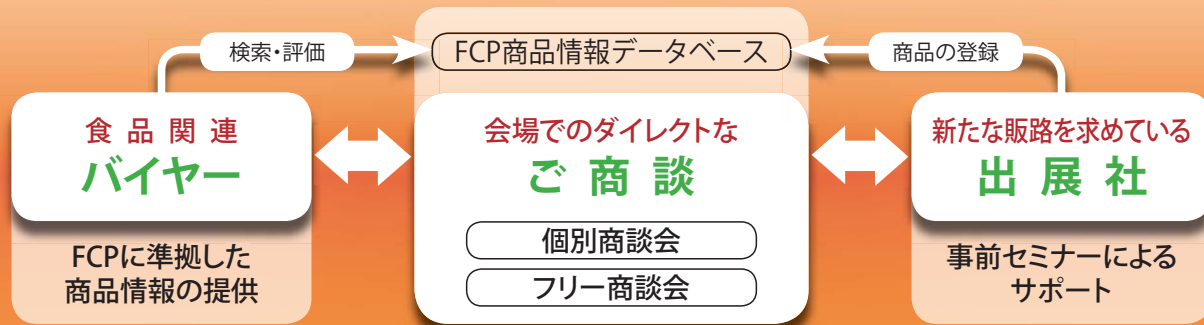 検索・評価
FCP商品情報データベース
商品の登録
食品関連
バイヤー
FCPに準拠した
商品情報の提供
会場でのダイレクトな
ご商談
個別商談会
フリー商談会
新たな販路を求めている
出展社
事前セミナーによる
サポート